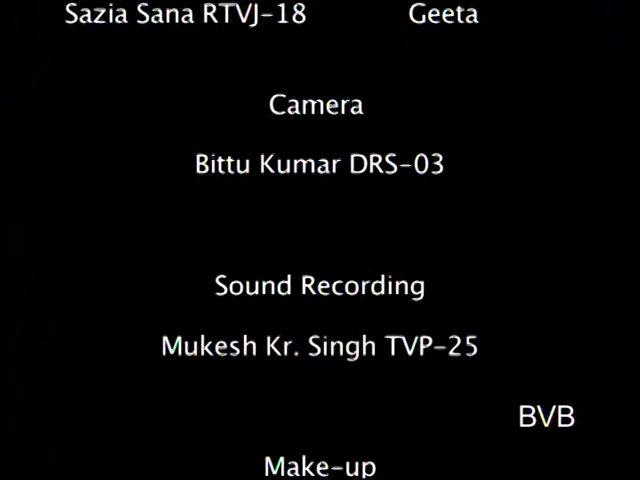 Sazia Sana RTVJ-18 Geeta
Camera
Bittu Kumar DRS-03
Sound Recording
Mukesh Kr. Singh TVP-25
BVB
Make-up